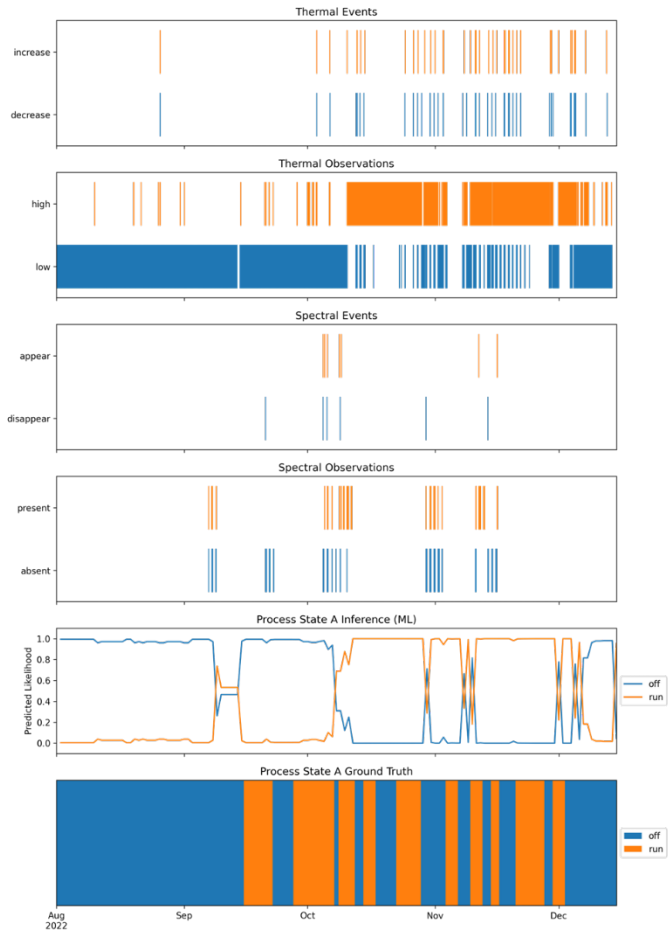 Thermal Events
increase
decrease
Thermal Observations
high
low
Spectral Events
appear
disappear
Spectral Observations
present
absent
Process State A Inference (ML)
Predicted Likelihood
1.0
0.8
0.6
0.4
0.2
0.0
off
run
Process State A Ground Truth
off
run
Aug Sep Oct Nov Dec
2022